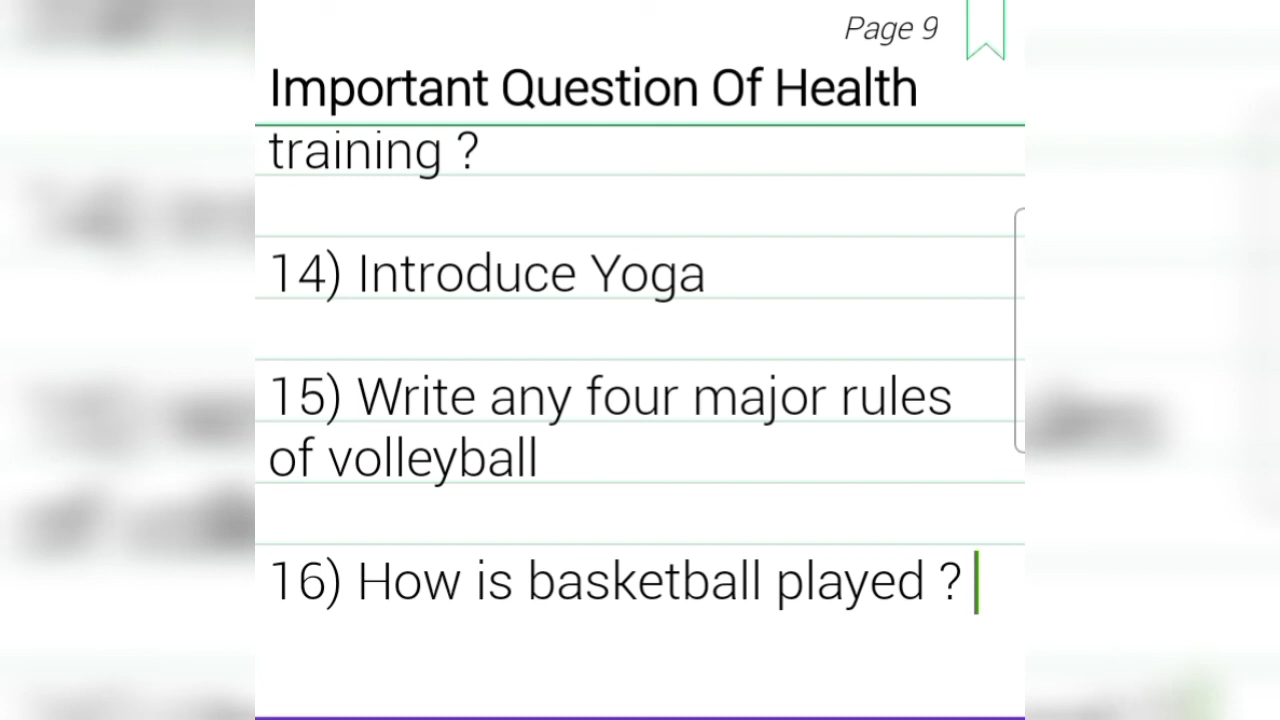 Page 9
Important Question Of Health
training ?
14) Introduce Yoga
15) Write any four major rules
of volleyball
16) How is basketball played ?